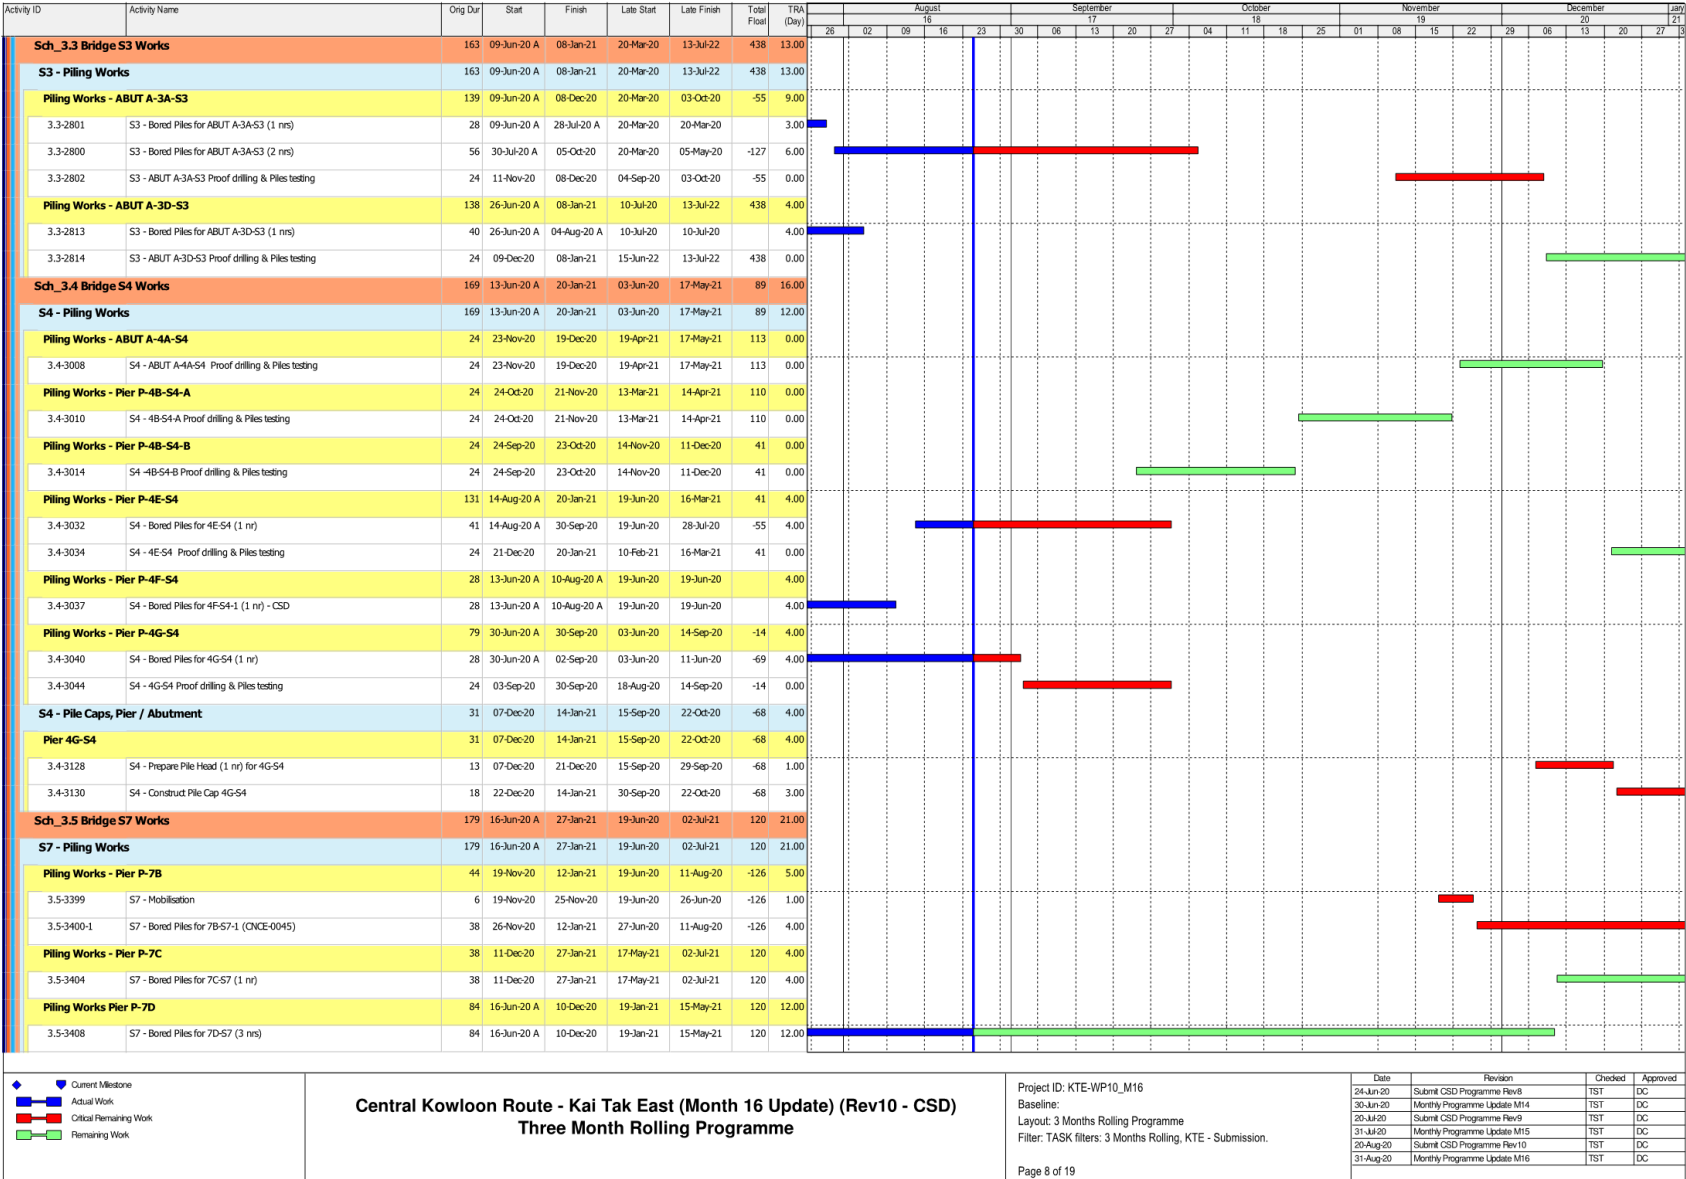 Activity ID Activity Name Orig Dur Start Finish Late Start Late Finish Total Float TRA (Day)
August September October November December
16 17 18 19 20 21
26 02 09 16 23 30 06 13 20 27 04 11 18 25 01 08 15 22 29 06 13 20 27
Sch_3.3 Bridge S3 Works 163 09-Jun-20 A 08-Jan-21 20-Mar-20 13-Jul-22 438 13.00
S3 - Piling Works 163 09-Jun-20 A 08-Jan-21 20-Mar-20 13-Jul-22 438 13.00
Piling Works - ABUT A-3A-S3 139 09-Jun-20 A 08-Dec-20 20-Mar-20 03-Oct-20 -55 9.00
3.3-2801 S3 - Bored Piles for ABUT A-3A-S3 (1 nrs) 28 09-Jun-20 A 28-Jul-20 A 20-Mar-20 20-Mar-20 3.00
3.3-2800 S3 - Bored Piles for ABUT A-3A-S3 (2 nrs) 56 30-Jul-20 A 05-Oct-20 20-Mar-20 05-May-20 -127 6.00
3.3-2802 S3 - ABUT A-3A-S3 Proof drilling & Piles testing 24 11-Nov-20 08-Dec-20 04-Sep-20 03-Oct-20 -55 0.00
Piling Works - ABUT A-3D-S3 138 26-Jun-20 A 08-Jan-21 10-Jul-20 13-Jul-22 438 4.00
3.3-2813 S3 - Bored Piles for ABUT A-3D-S3 (1 nrs) 40 26-Jun-20 A 04-Aug-20 A 10-Jul-20 10-Jul-20 4.00
3.3-2814 S3 - ABUT A-3D-S3 Proof drilling & Piles testing 24 09-Dec-20 08-Jan-21 15-Jun-22 13-Jul-22 438 0.00
Sch_3.4 Bridge S4 Works 169 13-Jun-20 A 20-Jan-21 03-Jun-20 17-May-21 89 16.00
S4 - Piling Works 169 13-Jun-20 A 20-Jan-21 03-Jun-20 17-May-21 89 12.00
Piling Works - ABUT A-4A-S4 24 23-Nov-20 19-Dec-20 19-Apr-21 17-May-21 113 0.00
3.4-3008 S4 - ABUT A-4A-S4 Proof drilling & Piles testing 24 23-Nov-20 19-Dec-20 19-Apr-21 17-May-21 113 0.00
Piling Works - Pier P-4B-S4-A 24 24-Oct-20 21-Nov-20 13-Mar-21 14-Apr-21 110 0.00
3.4-3010 S4 - 4B-S4-A Proof drilling & Piles testing 24 24-Oct-20 21-Nov-20 13-Mar-21 14-Apr-21 110 0.00
Piling Works - Pier P-4B-S4-B 24 24-Sep-20 23-Oct-20 14-Nov-20 11-Dec-20 41 0.00
3.4-3014 S4 -4B-S4-B Proof drilling & Piles testing 24 24-Sep-20 23-Oct-20 14-Nov-20 11-Dec-20 41 0.00
Piling Works - Pier P-4E-S4 131 14-Aug-20 A 20-Jan-21 19-Jun-20 16-Mar-21 41 4.00
3.4-3032 S4 - Bored Piles for 4E-S4 (1 nr) 41 14-Aug-20 A 30-Sep-20 19-Jun-20 28-Jul-20 -55 4.00
3.4-3034 S4 - 4E-S4 Proof drilling & Piles testing 24 21-Dec-20 20-Jan-21 10-Feb-21 16-Mar-21 41 0.00
Piling Works - Pier P-4F-S4 28 13-Jun-20 A 10-Aug-20 A 19-Jun-20 19-Jun-20 4.00
3.4-3037 S4 - Bored Piles for 4F-S4-1 (1 nr) - CSD 28 13-Jun-20 A 10-Aug-20 A 19-Jun-20 19-Jun-20 4.00
Piling Works - Pier P-4G-S4 79 30-Jun-20 A 30-Sep-20 03-Jun-20 14-Sep-20 -14 4.00
3.4-3040 S4 - Bored Piles for 4G-S4 (1 nr) 28 30-Jun-20 A 02-Sep-20 03-Jun-20 11-Jun-20 -69 4.00
3.4-3044 S4 - 4G-S4 Proof drilling & Piles testing 24 03-Sep-20 30-Sep-20 18-Aug-20 14-Sep-20 -14 0.00
S4 - Pile Caps, Pier / Abutment 31 07-Dec-20 14-Jan-21 15-Sep-20 22-Oct-20 -68 4.00
Pier 4G-S4 31 07-Dec-20 14-Jan-21 15-Sep-20 22-Oct-20 -68 4.00
3.4-3128 S4 - Prepare Pile Head (1 nr) for 4G-S4 13 07-Dec-20 21-Dec-20 15-Sep-20 29-Sep-20 -68 1.00
3.4-3130 S4 - Construct Pile Cap 4G-S4 18 22-Dec-20 14-Jan-21 30-Sep-20 22-Oct-20 -68 3.00
Sch_3.5 Bridge S7 Works 179 16-Jun-20 A 27-Jan-21 19-Jun-20 02-Jul-21 120 21.00
S7 - Piling Works 179 16-Jun-20 A 27-Jan-21 19-Jun-20 02-Jul-21 120 21.00
Piling Works - Pier P-7B 44 19-Nov-20 12-Jan-21 19-Jun-20 11-Aug-20 -126 5.00
3.5-3399 S7 - Mobilisation 6 19-Nov-20 25-Nov-20 19-Jun-20 26-Jun-20 -126 1.00
3.5-3400-1 S7 - Bored Piles for 7B-S7-1 (CNCE-0045) 38 26-Nov-20 12-Jan-21 27-Jun-20 11-Aug-20 -126 4.00
Piling Works - Pier P-7C 38 11-Dec-20 27-Jan-21 17-May-21 02-Jul-21 120 4.00
3.5-3404 S7 - Bored Piles for 7C-S7 (1 nr) 38 11-Dec-20 27-Jan-21 17-May-21 02-Jul-21 120 4.00
Piling Works Pier P-7D 84 16-Jun-20 A 10-Dec-20 19-Jan-21 15-May-21 120 12.00
3.5-3408 S7 - Bored Piles for 7D-S7 (3 nrs) 84 16-Jun-20 A 10-Dec-20 19-Jan-21 15-May-21 120 12.00
Current Milestone
Actual Work
Critical Remaining Work
Remaining Work
Central Kowloon Route - Kai Tak East (Month 16 Update) (Rev10 - CSD)
Three Month Rolling Programme
Project ID: KTE-WP10_M16
Baseline:
Layout: 3 Months Rolling Programme
Filter: TASK filters: 3 Months Rolling, KTE - Submission.
Page 8 of 19
Date Revision Checked Approved
24-Jun-20 Submit CSD Programme Rev8 TST DC
30-Jun-20 Monthly Programme Update M14 TST DC
20-Jul-20 Submit CSD Programme Rev9 TST DC
31-Jul-20 Monthly Programme Update M15 TST DC
20-Aug-20 Submit CSD Programme Rev10 TST DC
31-Aug-20 Monthly Programme Update M16 TST DC